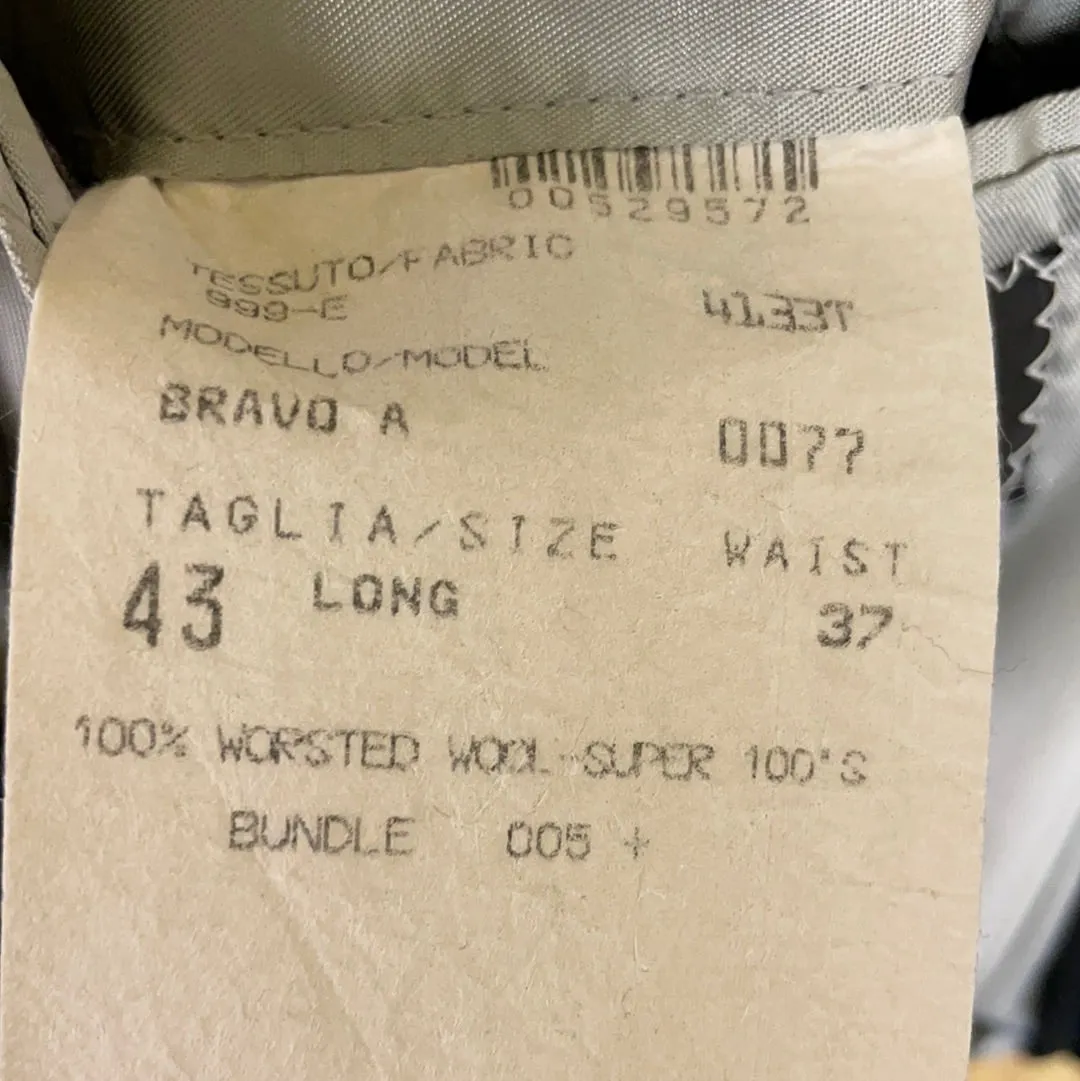 00529572
TESSUTO/FABRIC
999-E 4133T
MODELLO/MODEL
BRAVO A 0077
TAGLIA/SIZE WAIST
43 LONG 37
100% WORSTED WOOL-SUPER 100'S
BUNDLE 005 +